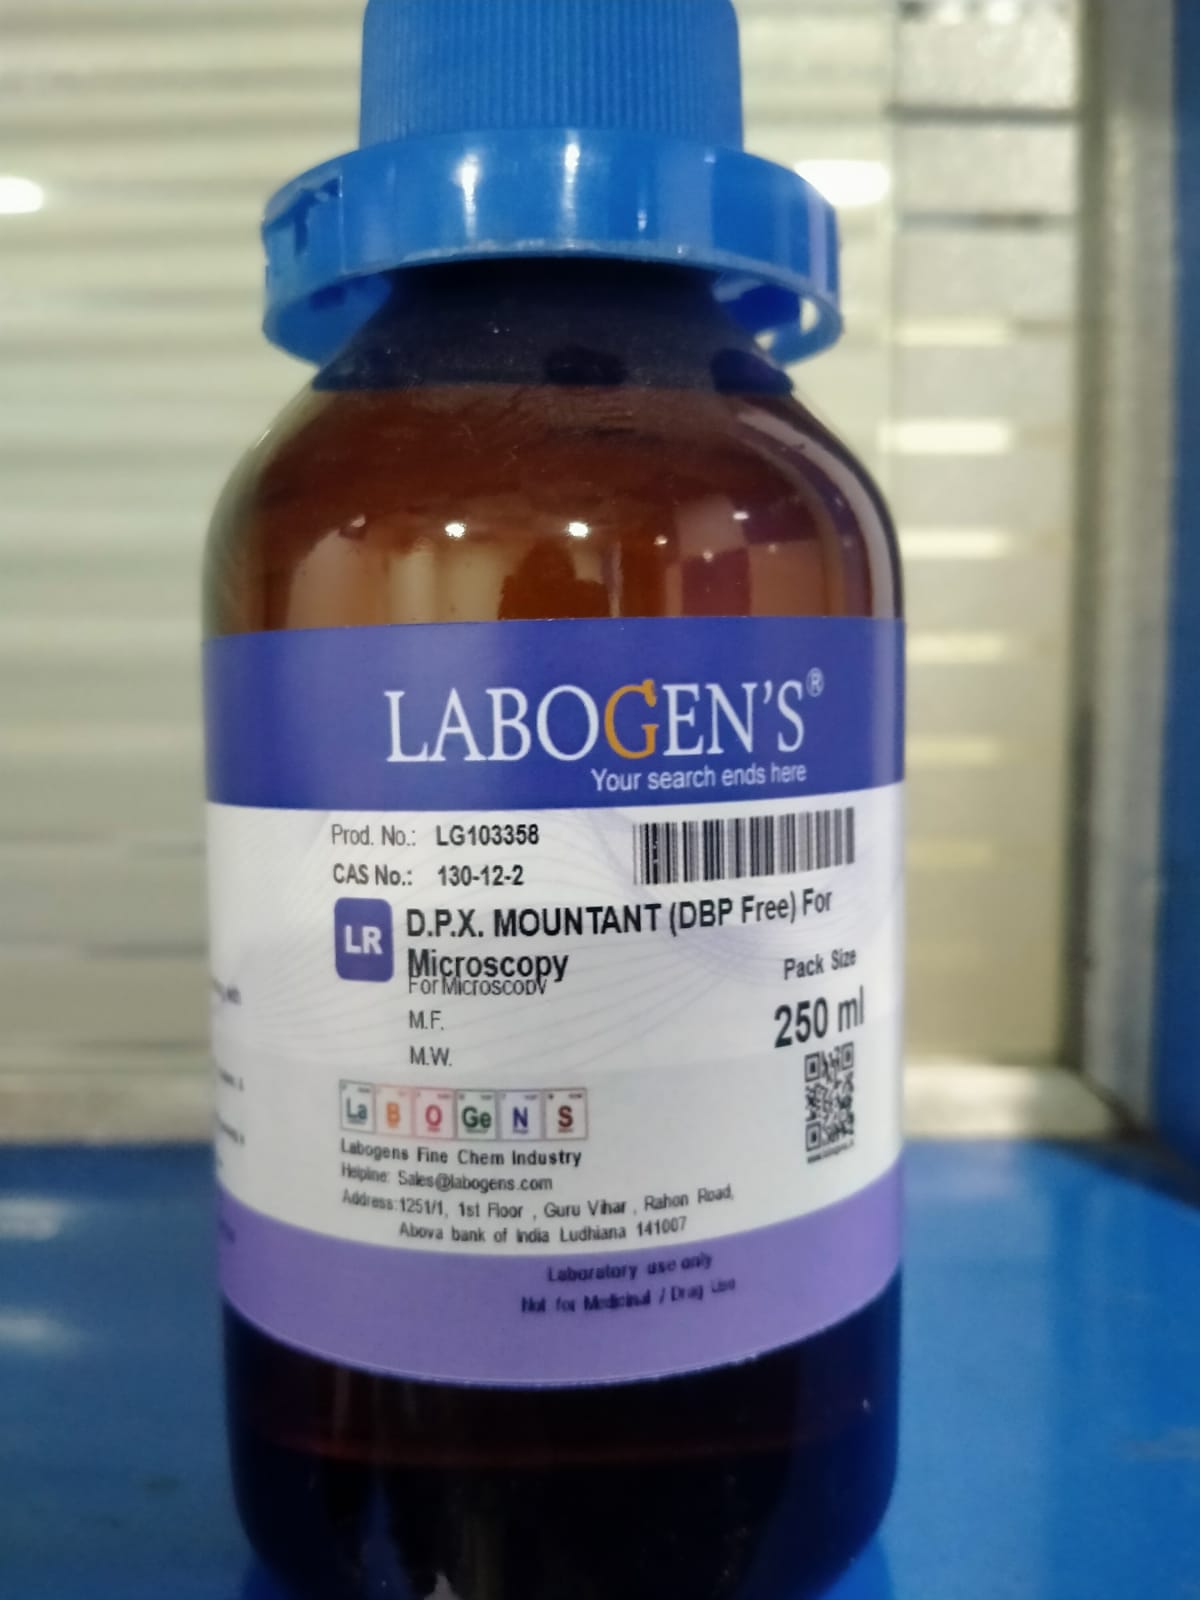 LABOGEN'S®
Your search ends here
Prod. No.: LG103358
CAS No.: 130-12-2
LR
D.P.X. MOUNTANT (DBP Free) For
Microscopy
For Microscopy
Pack Size
250 ml
M.F.
M.W.
La B O Ge N S
Labogens Fine Chem Industry
Helpline: Sales@labogens.com
Address:1251/1, 1st Floor , Guru Vihar , Rahon Road,
Abova bank of India Ludhiana 141007
Laboratory use only
Not for Medicinal / Drag Use